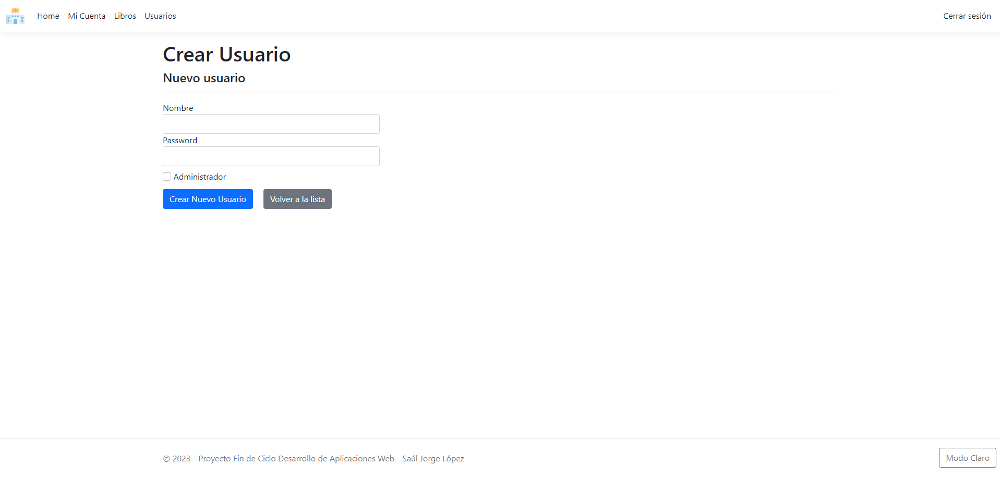 Home Mi Cuenta Libros Usuarios Cerrar sesión
Crear Usuario
Nuevo usuario
Nombre
Password
Administrador
Crear Nuevo Usuario Volver a la lista
© 2023 - Proyecto Fin de Ciclo Desarrollo de Aplicaciones Web - Saúl Jorge López Modo Claro